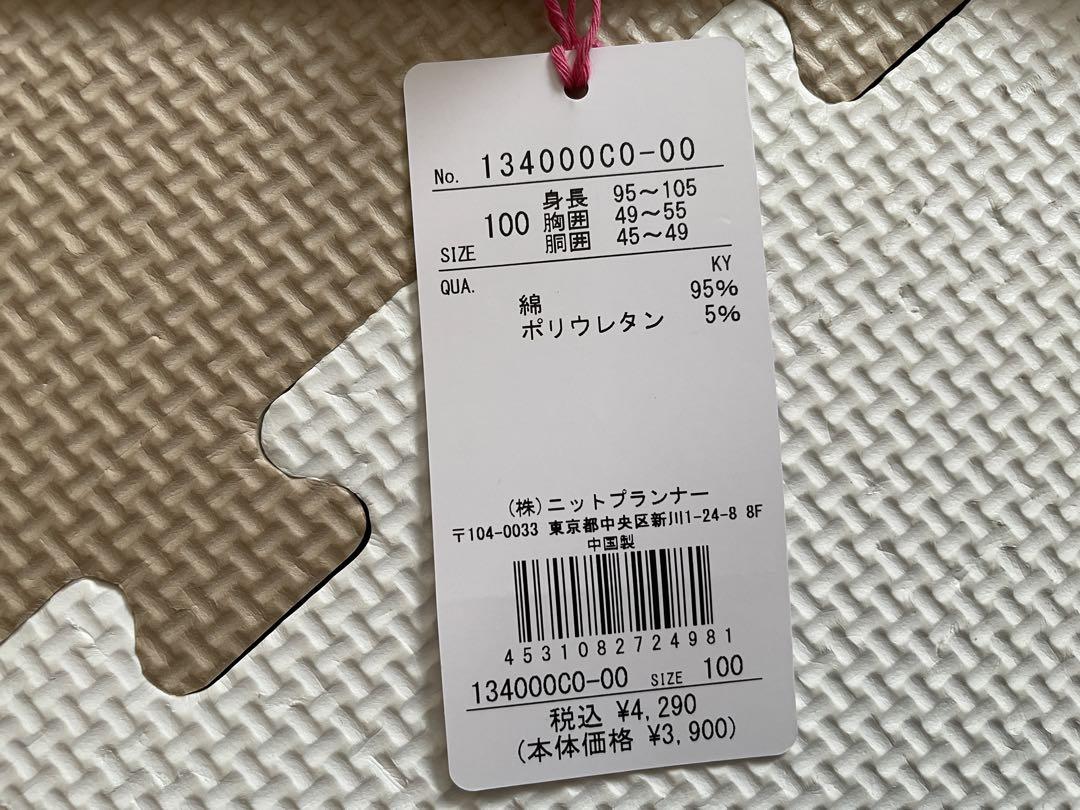 No. 134000C0-00
身長 95～105
SIZE 100 胸囲 49～55
胴囲 45～49
QUA. KY
綿 95%
ポリウレタン 5%
(株)ニットプランナー
〒104-0033 東京都中央区新川1-24-8 8F
中国製
4531082724981
134000C0-00 SIZE 100
税込 ¥4,290
(本体価格 ¥3,900)